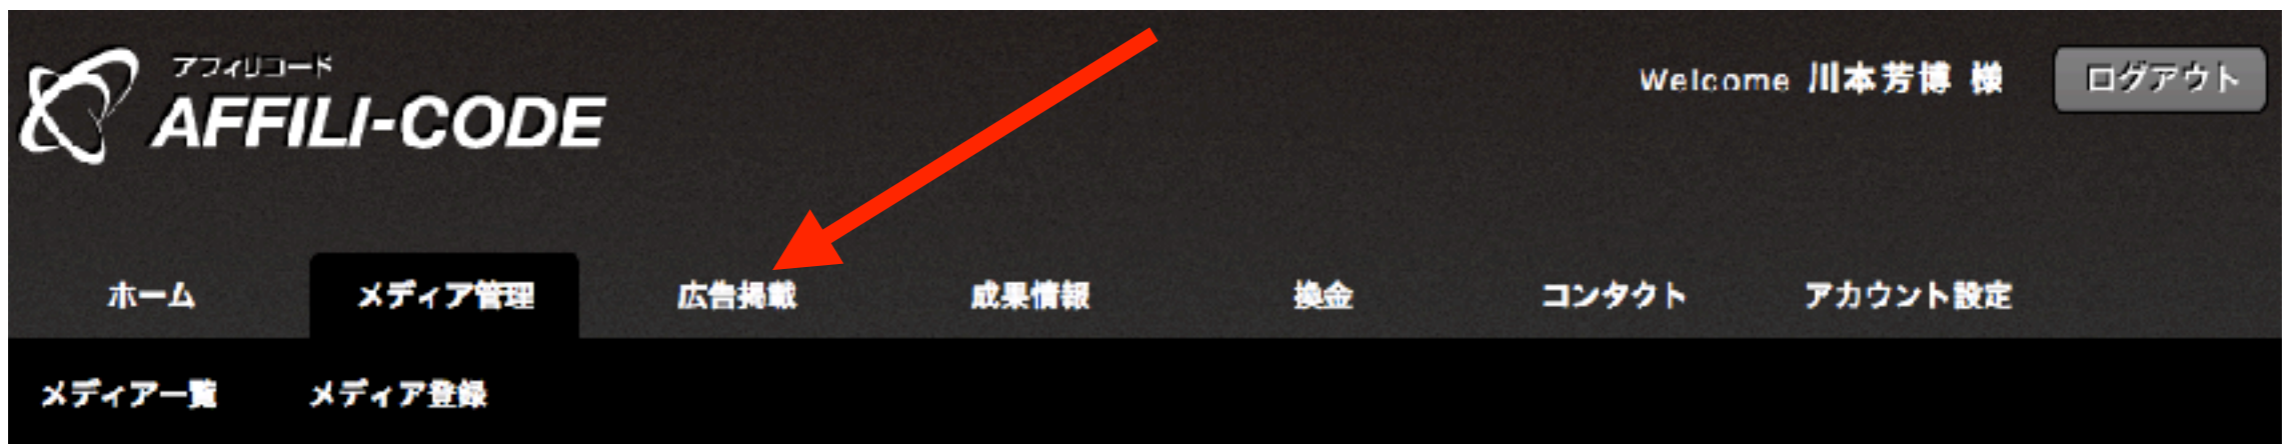 アフィリコード
AFFILI-CODE
Welcome 川本芳博 様
ログアウト
ホーム メディア管理 広告掲載 成果情報 換金 コンタクト アカウント設定
メディア一覧 メディア登録